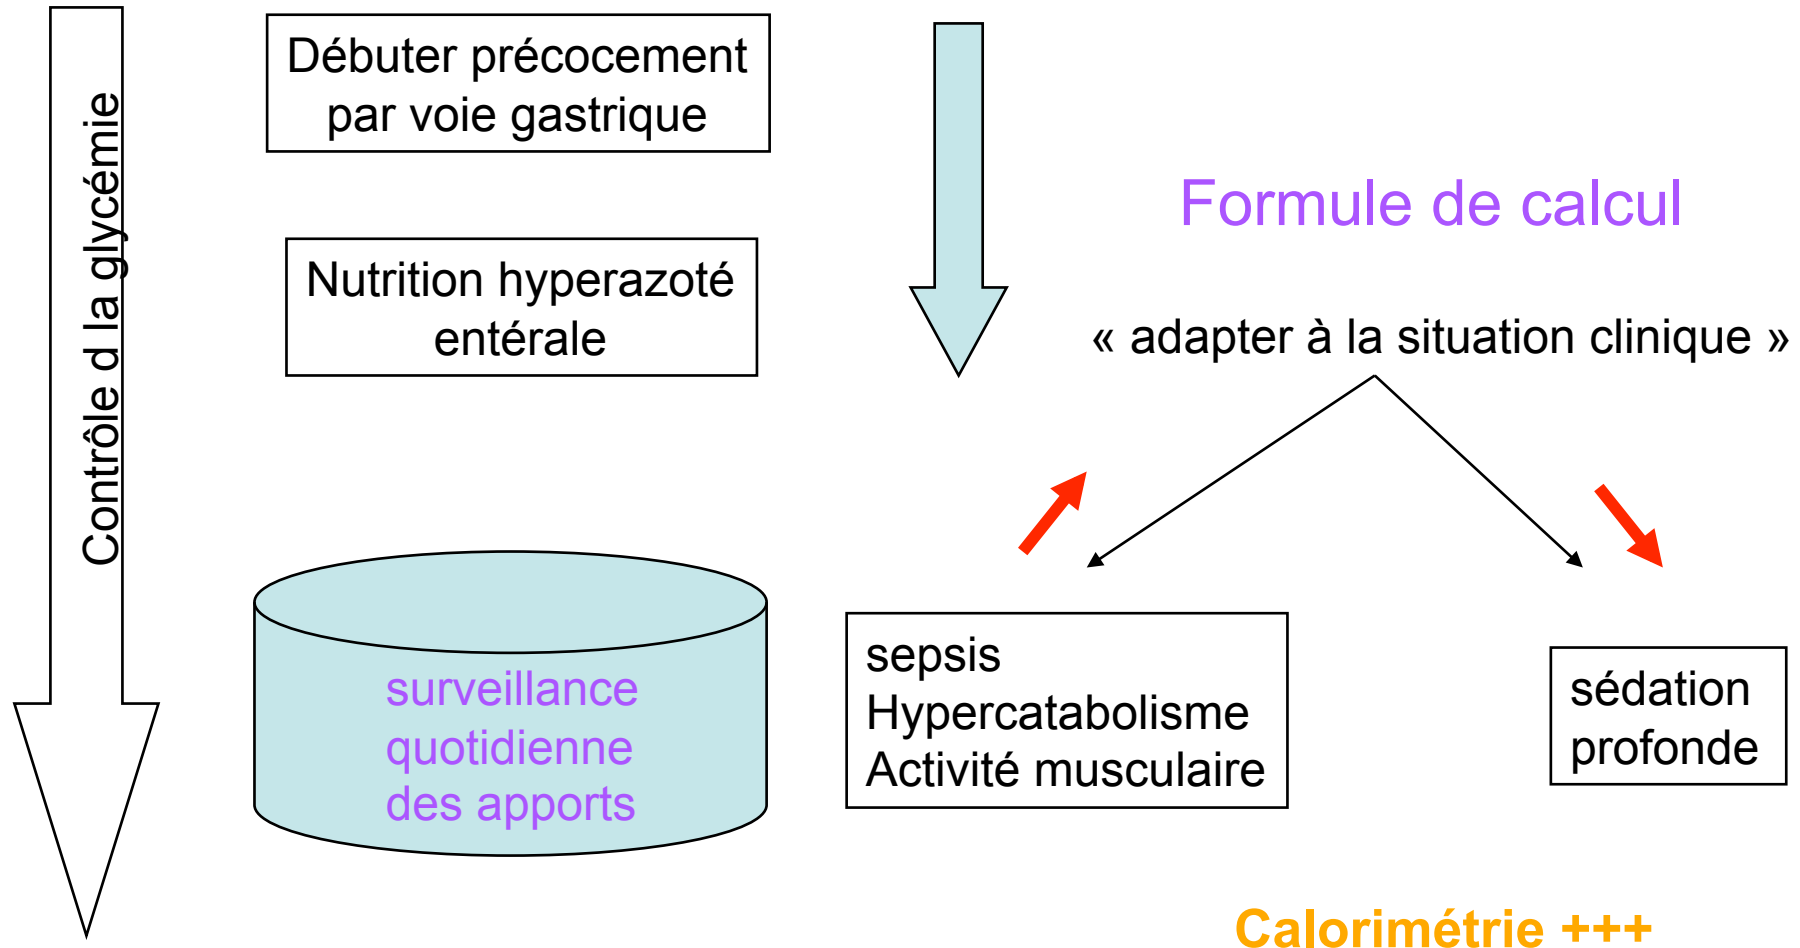 Contrôle d la glycémie
Débuter précocement
par voie gastrique
Nutrition hyperazoté
entérale
surveillance
quotidienne
des apports
Formule de calcul
« adapter à la situation clinique »
sepsis
Hypercatabolisme
Activité musculaire
sédation
profonde
Calorimétrie +++